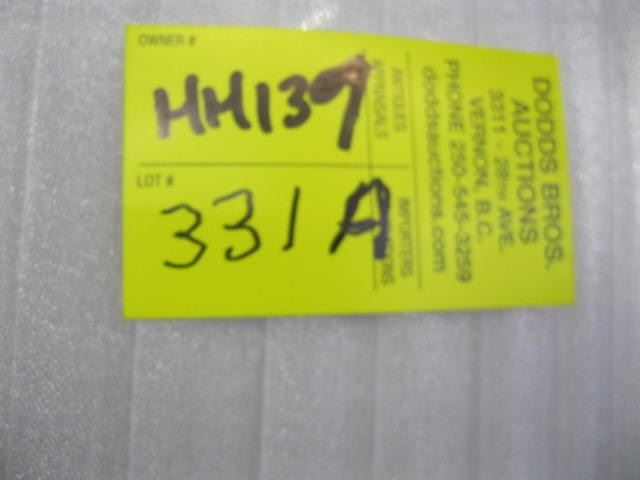 OWNER #
HH139
LOT #
331A
DODDS BROS.
AUCTIONS
3311 - 28TH AVE.
VERNON, B.C.
PHONE 250-545-3259
doddsauctions.com
ANTIQUES
APPRAISALS
IMPORTERS